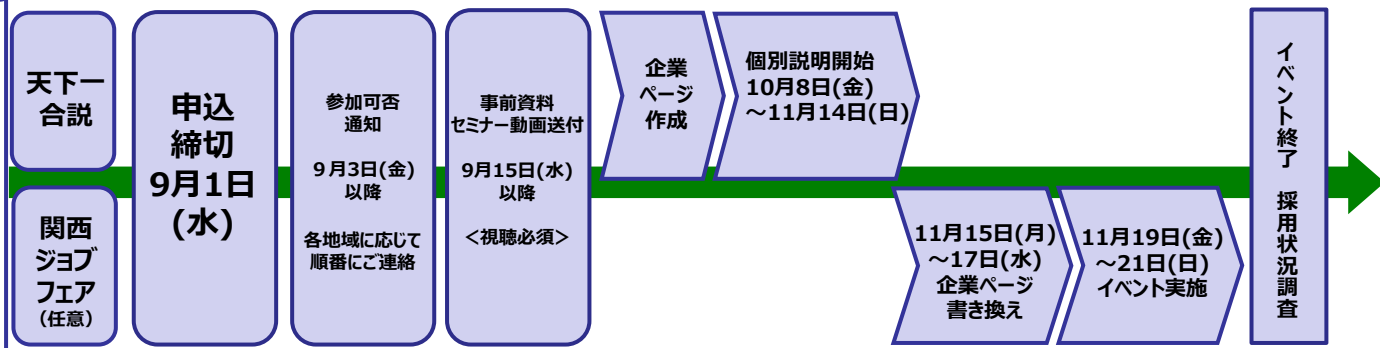 天下一
合説
関西
ジョブ
フェア
（任意）
申込
締切
9月1日
(水)
参加可否
通知
９月3日(金)
以降
各地域に応じて
順番にご連絡
事前資料
セミナー動画送付
9月15日(水)
以降
＜視聴必須＞
企業
ページ
作成
個別説明開始
10月8日(金)
～11月14日(日)
11月15日(月)
～17日(水)
企業ページ
書き換え
11月19日(金)
～21日(日)
イベント実施
イベント終了　採用状況調査